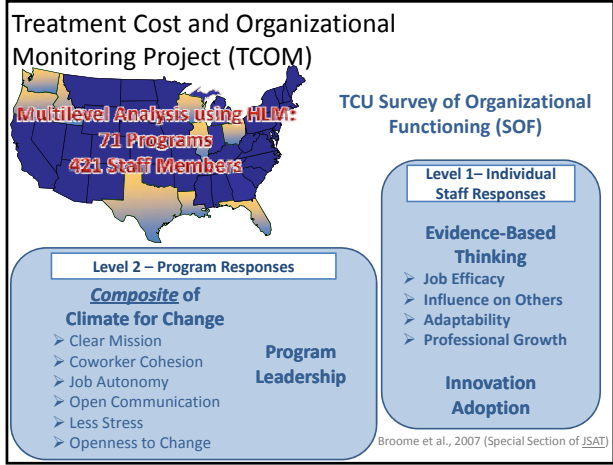 Treatment Cost and Organizational
Monitoring Project (TCOM)
Multilevel Analysis using HLM:
71 Programs
421 Staff Members
TCU Survey of Organizational
Functioning (SOF)
Level 1– Individual
Staff Responses
Evidence-Based
Thinking
➢ Job Efficacy
➢ Influence on Others
➢ Adaptability
➢ Professional Growth
Innovation
Adoption
Level 2 – Program Responses
Composite of
Climate for Change
➢ Clear Mission
➢ Coworker Cohesion
➢ Job Autonomy
➢ Open Communication
➢ Less Stress
➢ Openness to Change
Program
Leadership
Broome et al., 2007 (Special Section of JSAT)